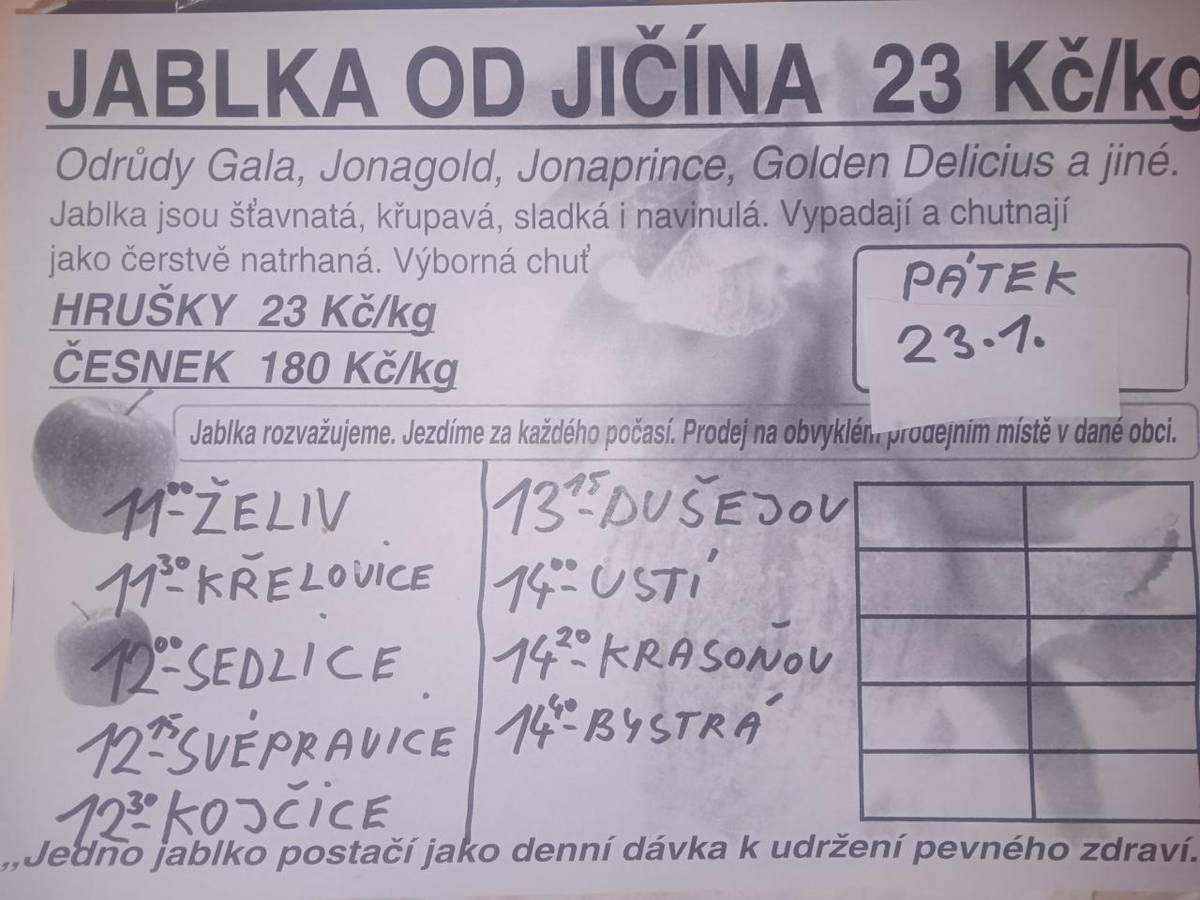 JABLKA OD JIČÍNA 23 Kč/kg
Odrůdy Gala, Jonagold, Jonaprince, Golden Delicius a jiné.
Jablka jsou šťavnatá, křupavá, sladká i navinulá. Vypadají a chutnají
jako čerstvě natrhaná. Výborná chuť
HRUŠKY 23 Kč/kg
ČESNEK 180 Kč/kg
PÁTEK
23.1.
Jablka rozvažujeme. Jezdíme za každého počasí. Prodej na obvyklém prodejním místě v dané obci.
1100-ŽELIV
1130-KŘELOVICE
1200-SEDLICE
1215-SVÉPRAVICE
1230-KOJČICE
1315-DUŠEJOV
1400-USTÍ
1420-KRASOŇOV
1440-BYSTRÁ
„Jedno jablko postačí jako denní dávka k udržení pevného zdraví.